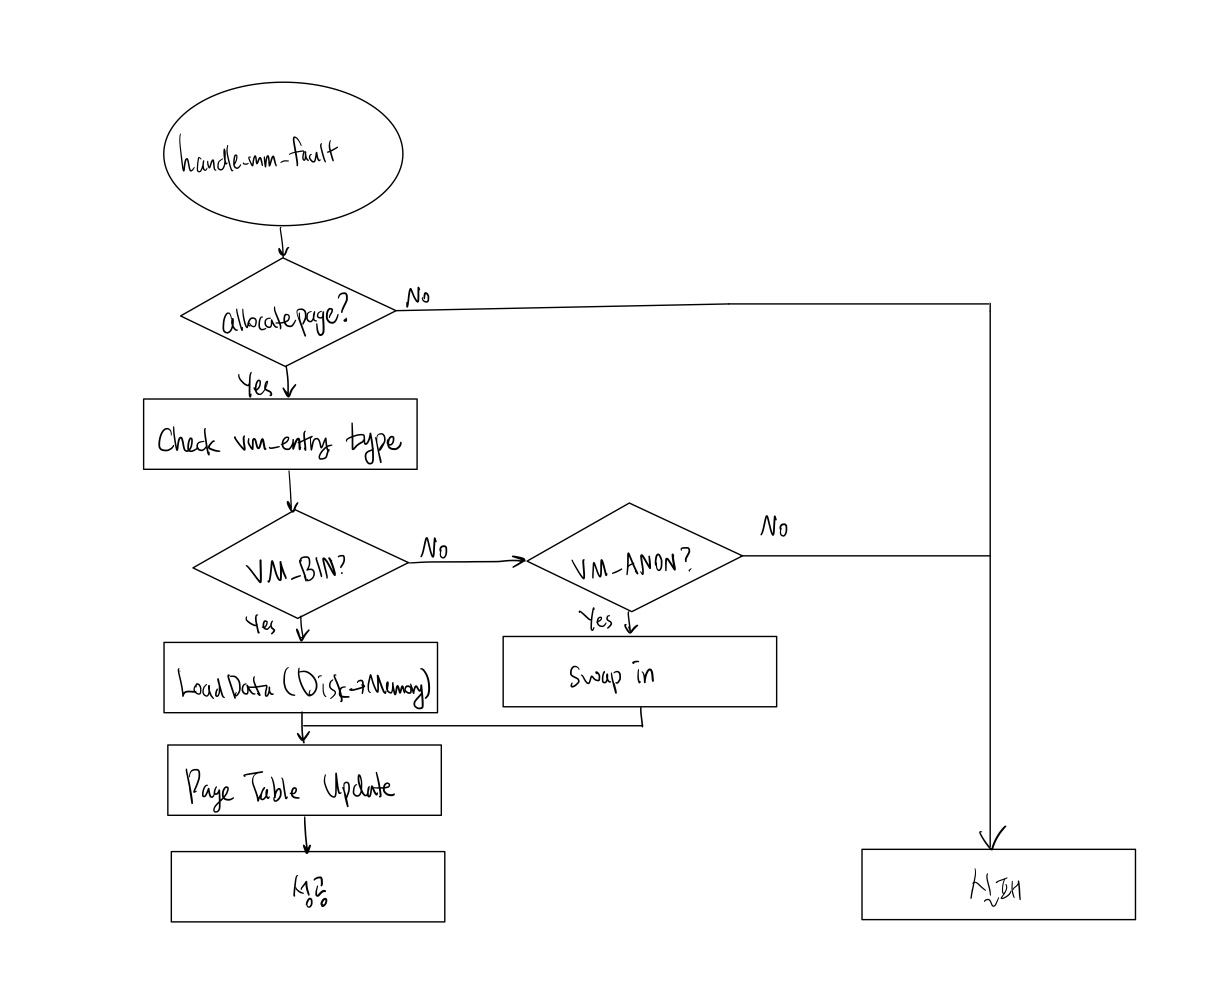 handle_mm_fault
allocate page?
No
Yes
Check vm_entry type
VM_BIN?
No
VM_ANON?
No
Yes
Yes
Load Data (Disk→Memory)
Swap in
Page Table Update
성공
실패